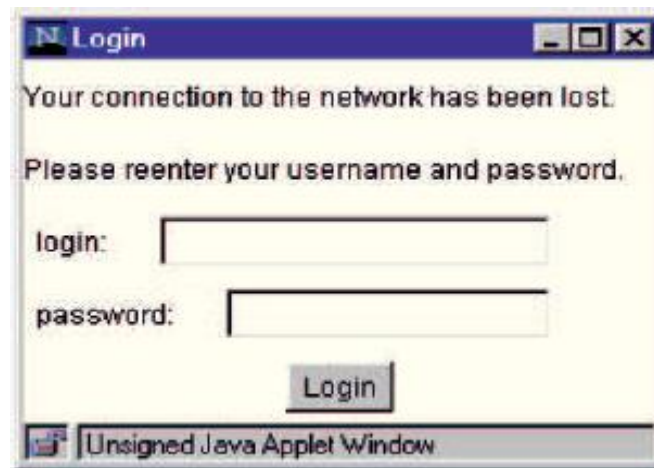 N Login
Your connection to the network has been lost.
Please reenter your username and password.
login:
password:
Login
Unsigned Java Applet Window